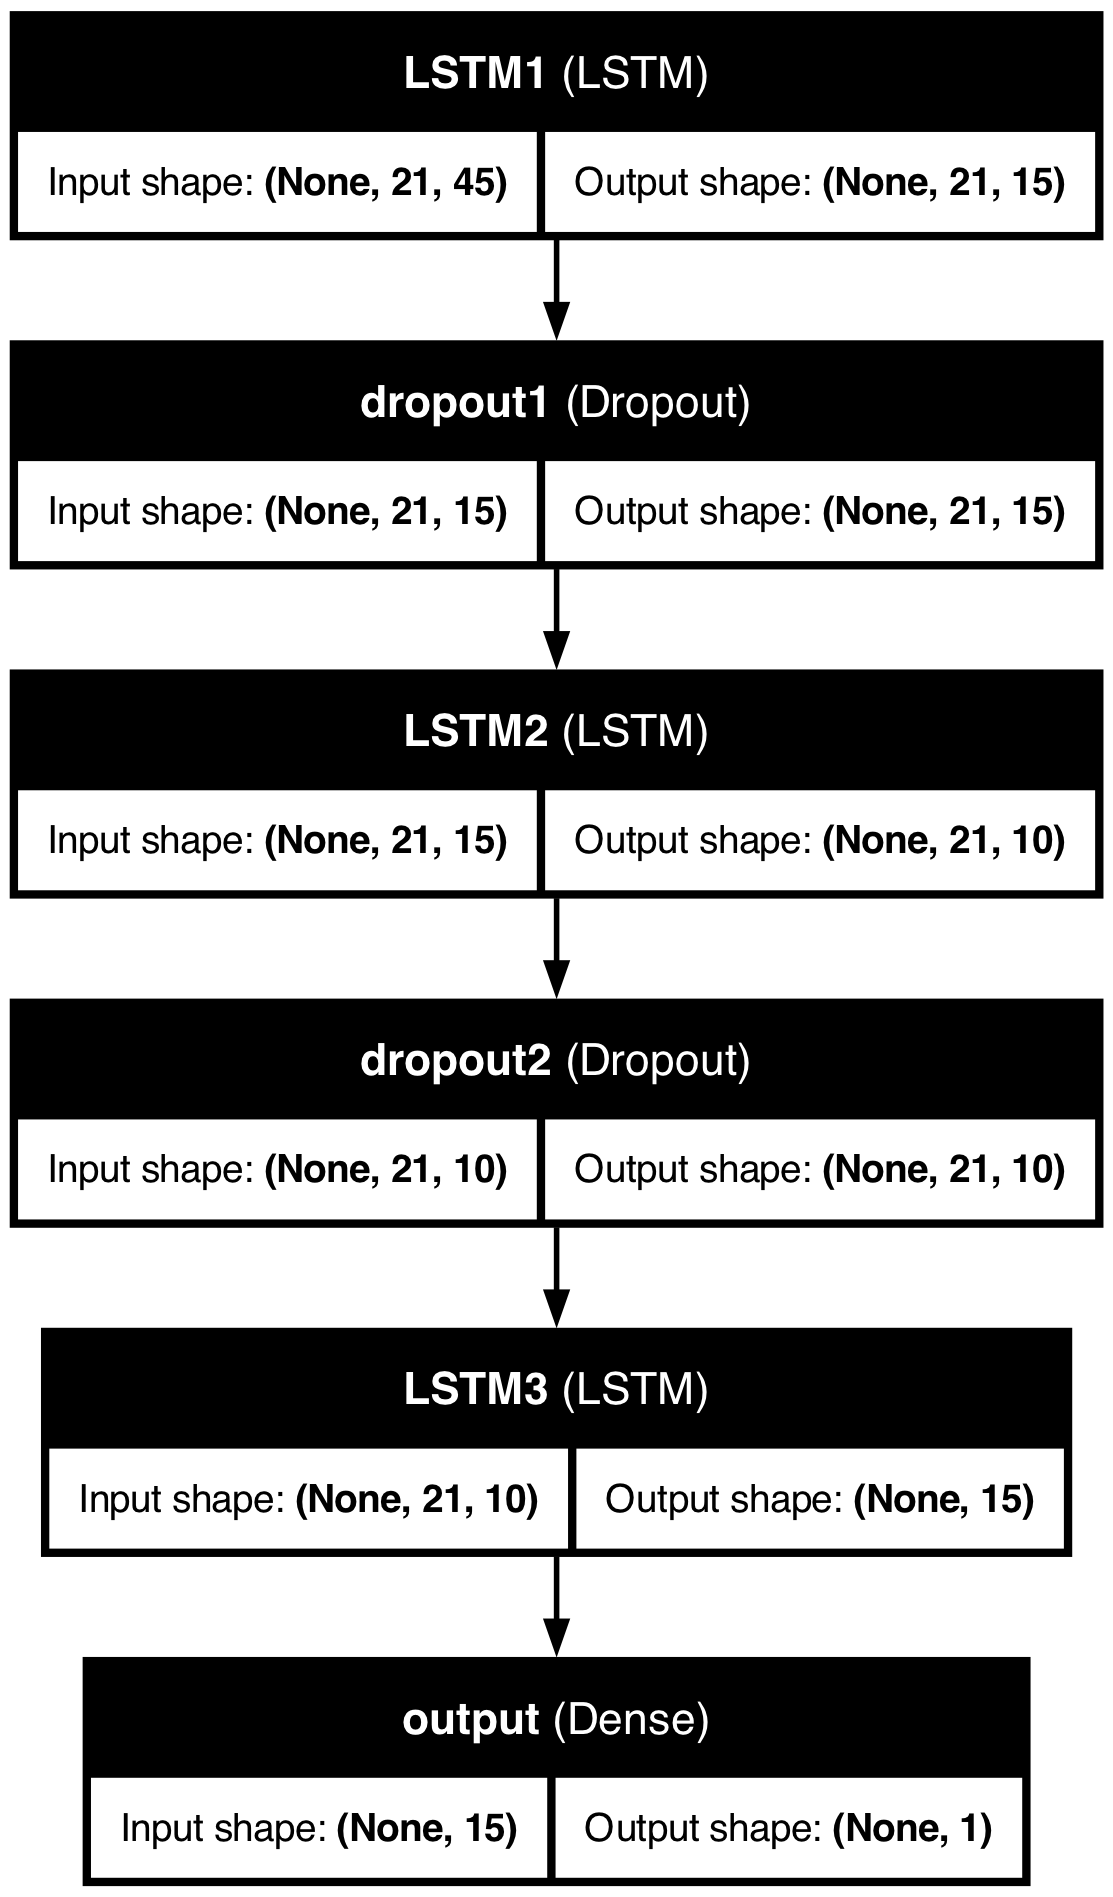 LSTM1 (LSTM)
Input shape: (None, 21, 45)
Output shape: (None, 21, 15)
dropout1 (Dropout)
Input shape: (None, 21, 15)
Output shape: (None, 21, 15)
LSTM2 (LSTM)
Input shape: (None, 21, 15)
Output shape: (None, 21, 10)
dropout2 (Dropout)
Input shape: (None, 21, 10)
Output shape: (None, 21, 10)
LSTM3 (LSTM)
Input shape: (None, 21, 10)
Output shape: (None, 15)
output (Dense)
Input shape: (None, 15)
Output shape: (None, 1)